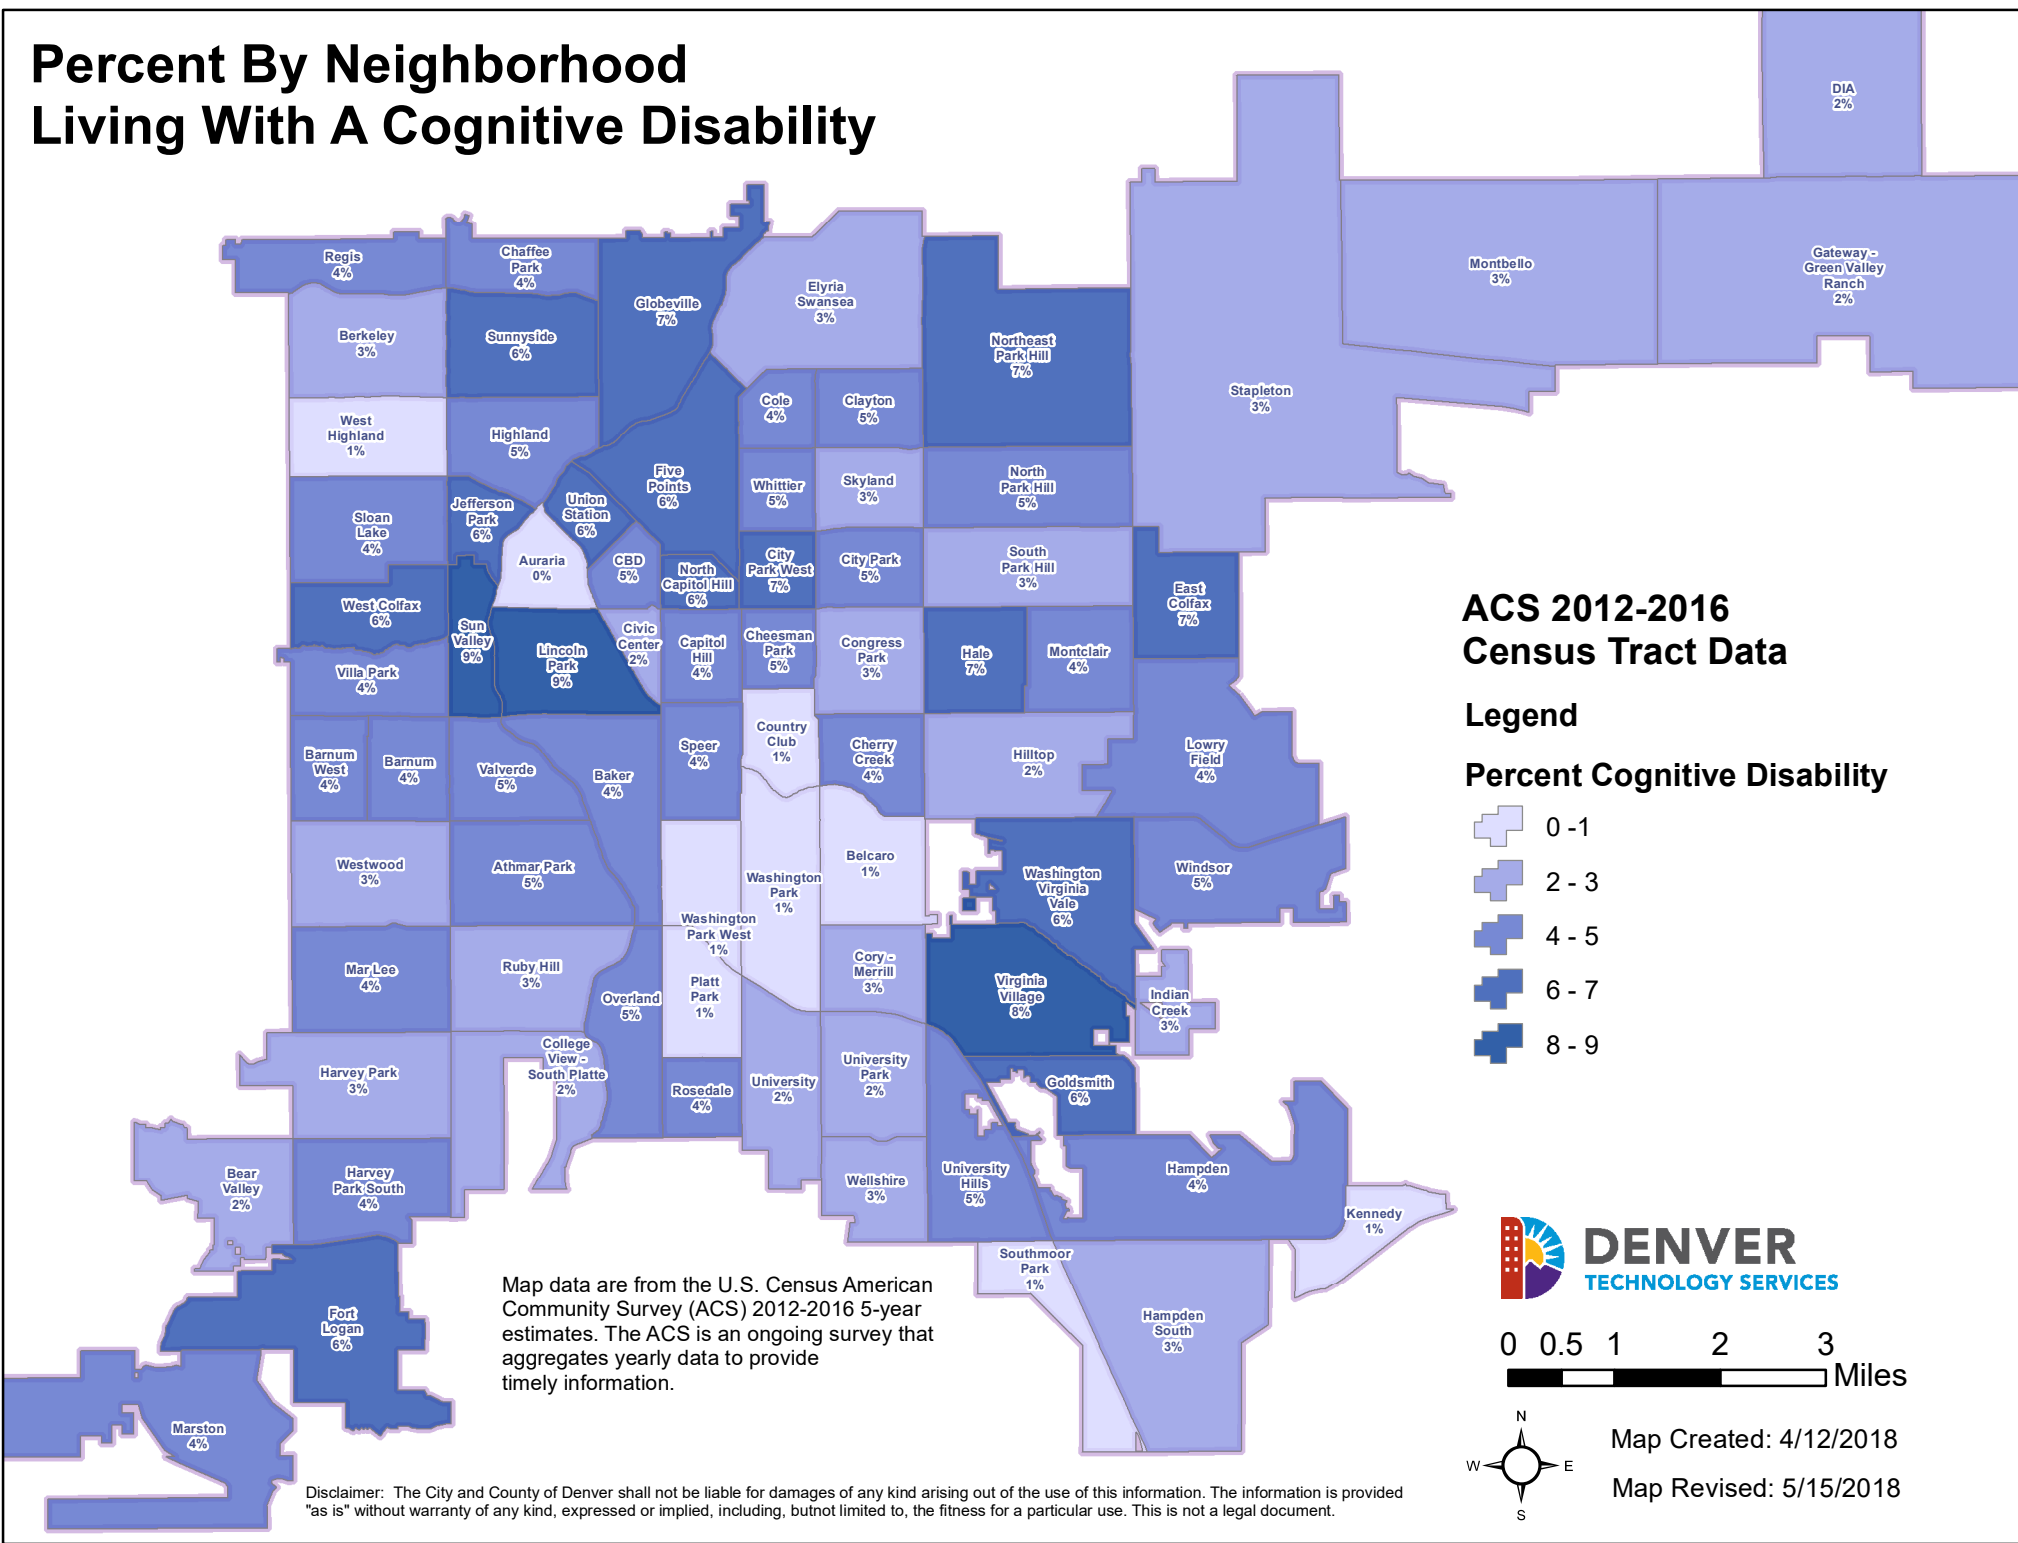 Percent By Neighborhood
Living With A Cognitive Disability
DIA
2%
Regis
4%
Chaffee
Park
4%
Globeville
7%
Elyria
Swansea
3%
Montbello
3%
Gateway -
Green Valley
Ranch
2%
Berkeley
3%
Sunnyside
6%
Northeast
Park Hill
7%
Stapleton
3%
West
Highland
1%
Highland
5%
Cole
4%
Clayton
5%
Five
Points
6%
Whittier
5%
Skyland
3%
North
Park Hill
5%
Sloan
Lake
4%
Jefferson
Park
6%
Union
Station
6%
Auraria
0%
CBD
5%
North
Capitol Hill
6%
City
Park West
7%
City Park
5%
South
Park Hill
3%
East
Colfax
7%
West Colfax
6%
Sun
Valley
9%
Lincoln
Park
9%
Civic
Center
2%
Capitol
Hill
4%
Cheesman
Park
5%
Congress
Park
3%
Hale
7%
Montclair
4%
Villa Park
4%
Barnum
West
4%
Barnum
4%
Valverde
5%
Baker
4%
Speer
4%
Country
Club
1%
Cherry
Creek
4%
Hilltop
2%
Lowry
Field
4%
Westwood
3%
Athmar Park
5%
Washington
Park West
1%
Washington
Park
1%
Belcaro
1%
Washington
Virginia
Vale
6%
Windsor
5%
Mar Lee
4%
Ruby Hill
3%
Overland
5%
Platt
Park
1%
Cory -
Merrill
3%
Virginia
Village
8%
Indian
Creek
3%
Harvey Park
3%
College
View -
South Platte
2%
Rosedale
4%
University
2%
University
Park
2%
Goldsmith
6%
Bear
Valley
2%
Harvey
Park South
4%
Wellshire
3%
University
Hills
5%
Hampden
4%
Kennedy
1%
Southmoor
Park
1%
Hampden
South
3%
Fort
Logan
6%
Marston
4%
ACS 2012-2016
Census Tract Data
Legend
Percent Cognitive Disability
0 -1
2 - 3
4 - 5
6 - 7
8 - 9
Map data are from the U.S. Census American
Community Survey (ACS) 2012-2016 5-year
estimates. The ACS is an ongoing survey that
aggregates yearly data to provide
timely information.
DENVER
TECHNOLOGY SERVICES
0 0.5 1 2 3
Miles
N
W E
S
Map Created: 4/12/2018
Map Revised: 5/15/2018
Disclaimer: The City and County of Denver shall not be liable for damages of any kind arising out of the use of this information. The information is provided
"as is" without warranty of any kind, expressed or implied, including, butnot limited to, the fitness for a particular use. This is not a legal document.